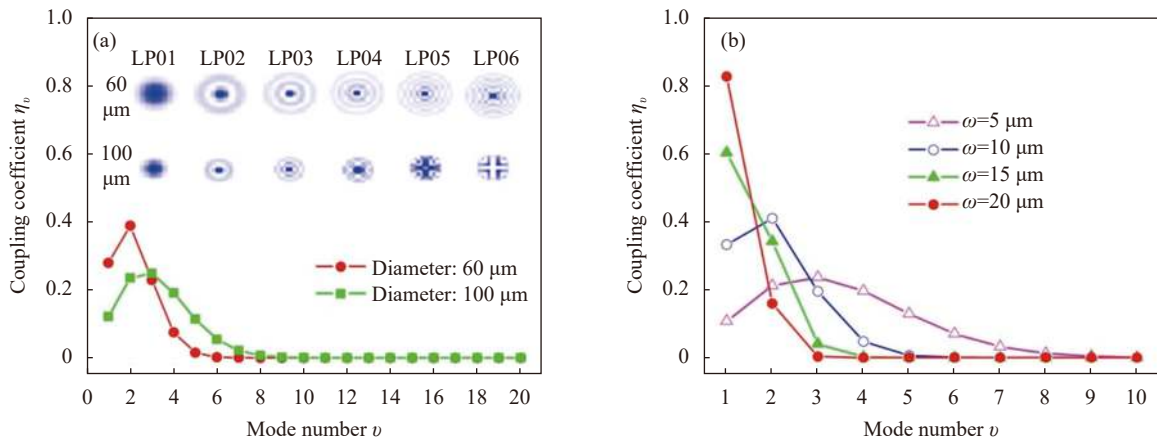 (a)
LP01 LP02 LP03 LP04 LP05 LP06
60
μm
100
μm
Diameter: 60 μm
Diameter: 100 μm
1.0
0.8
0.6
0.4
0.2
0
0 2 4 6 8 10 12 14 16 18 20
Coupling coefficient ηυ
Mode number υ
(b)
ω=5 μm
ω=10 μm
ω=15 μm
ω=20 μm
1.0
0.8
0.6
0.4
0.2
0
1 2 3 4 5 6 7 8 9 10
Coupling coefficient ηυ
Mode number υ